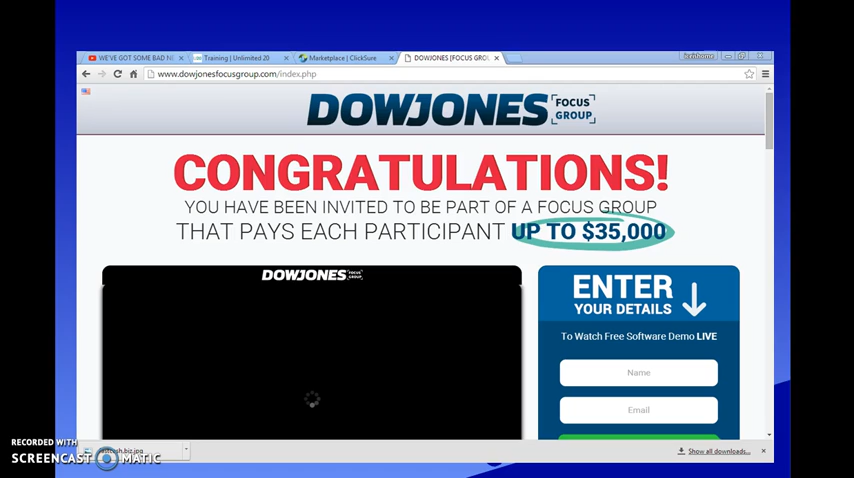 WE'VE GOT SOME BAD N
Training | Unlimited 20
Marketplace | ClickSure
DOWJONES [FOCUS GROU
www.dowjonesfocusgroup.com/index.php
DOWJONES FOCUS GROUP
CONGRATULATIONS!
YOU HAVE BEEN INVITED TO BE PART OF A FOCUS GROUP
THAT PAYS EACH PARTICIPANT UP TO $35,000
DOWJONES FOCUS GROUP
ENTER
YOUR DETAILS
To Watch Free Software Demo LIVE
Name
Email
Show all downloads...
RECORDED WITH
SCREENCAST MATIC